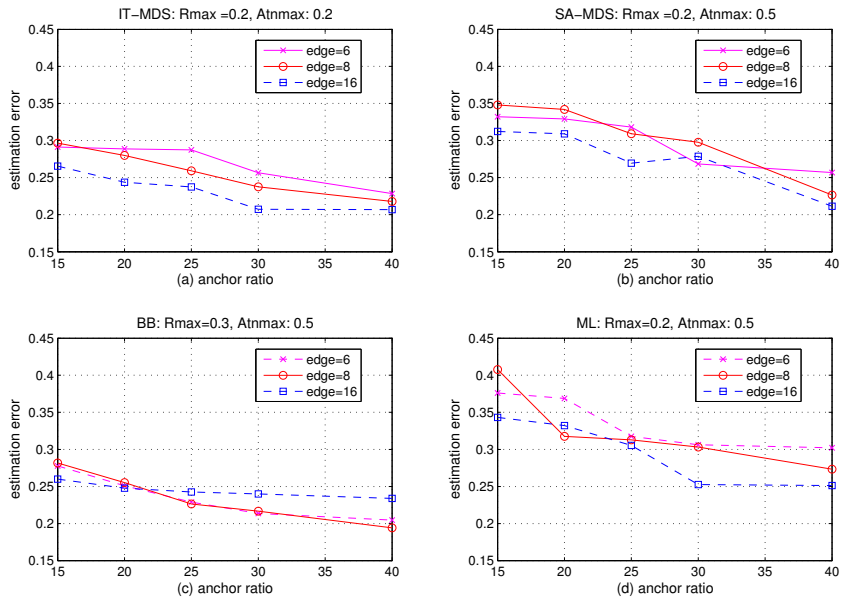 IT-MDS: Rmax =0.2, Atnmax: 0.2
0.45
0.4
0.35
0.3
0.25
0.2
0.15
estimation error
edge=6
edge=8
edge=16
15 20 25 30 35 40
(a) anchor ratio
SA-MDS: Rmax =0.2, Atnmax: 0.5
0.45
0.4
0.35
0.3
0.25
0.2
0.15
estimation error
edge=6
edge=8
edge=16
15 20 25 30 35 40
(b) anchor ratio
BB: Rmax=0.3, Atnmax: 0.5
0.45
0.4
0.35
0.3
0.25
0.2
0.15
estimation error
edge=6
edge=8
edge=16
15 20 25 30 35 40
(c) anchor ratio
ML: Rmax=0.2, Atnmax: 0.5
0.45
0.4
0.35
0.3
0.25
0.2
0.15
estimation error
edge=6
edge=8
edge=16
15 20 25 30 35 40
(d) anchor ratio